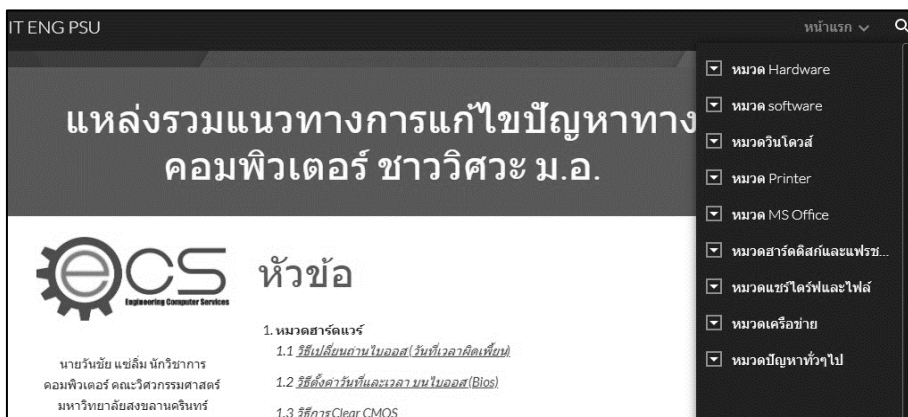 IT ENG PSU
หน้าแรก
แหล่งรวมแนวทางการแก้ไขปัญหาทาง
คอมพิวเตอร์ ชาววิศวะ ม.อ.
หมวด Hardware
หมวด software
หมวดวินโดวส์
หมวด Printer
หมวด MS Office
หมวดฮาร์ดดิสก์และแฟรช...
หมวดแชร์ไดร์ฟและไฟล์
หมวดเครือข่าย
หมวดปัญหาทั่วๆไป
eCS
Engineering Computer Services
นายวันชัย แซ่ลิ่ม นักวิชาการ
คอมพิวเตอร์ คณะวิศวกรรมศาสตร์
มหาวิทยาลัยสงขลานครินทร์
หัวข้อ
1. หมวดฮาร์ดแวร์
1.1 วิธีเปลี่ยนถ่านไบออส (วันที่เวลาผิดเพี้ยน)
1.2 วิธีตั้งค่าวันที่และเวลา บนไบออส (Bios)
1.3 วิธีการ Clear CMOS